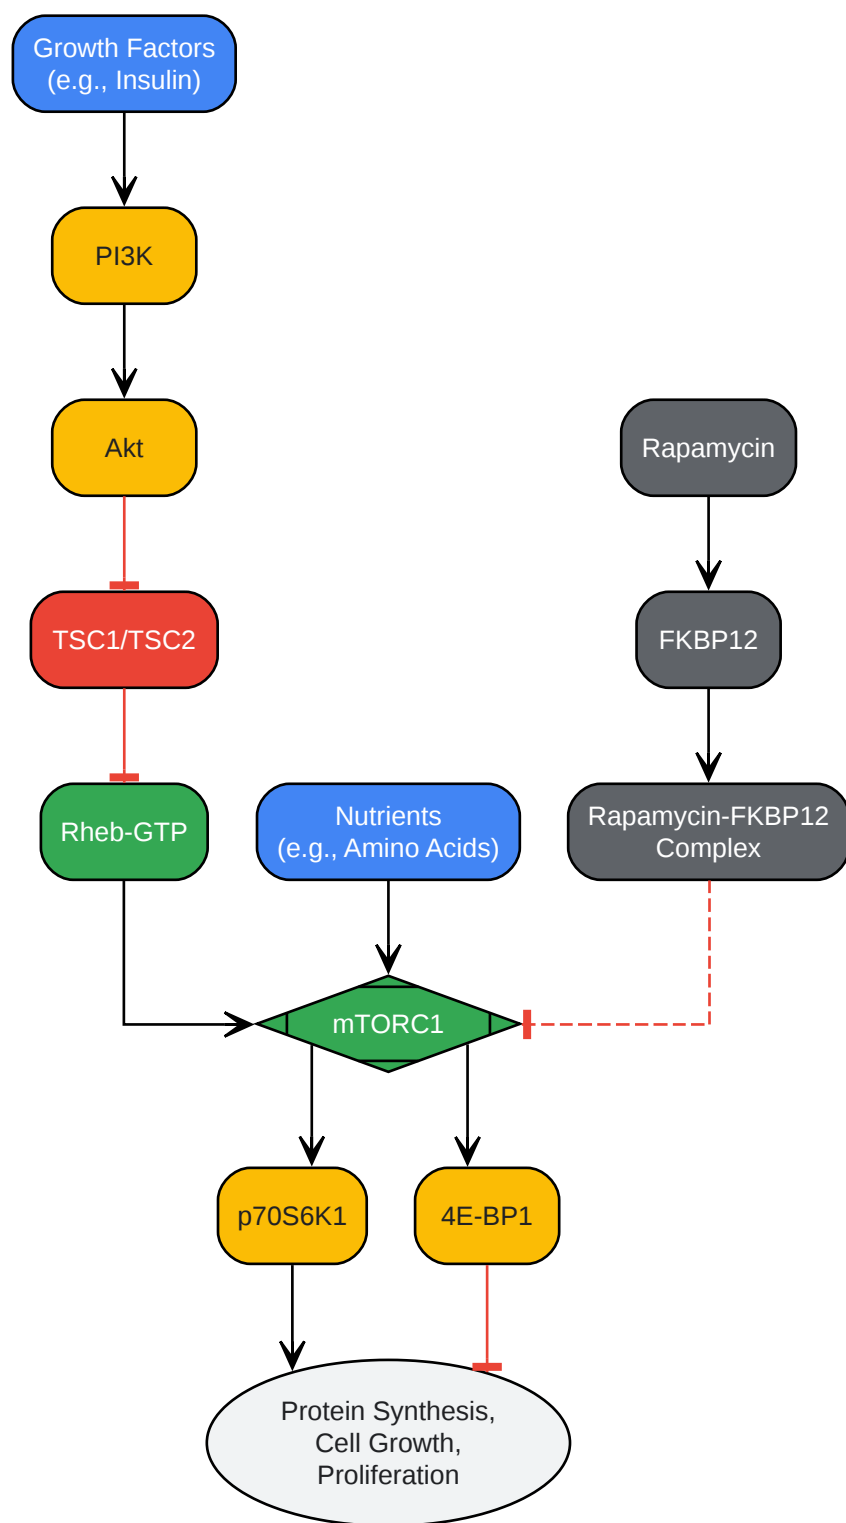 Growth Factors
(e.g., Insulin)
PI3K
Akt
Rapamycin
TSC1/TSC2
FKBP12
Rheb-GTP
Nutrients
(e.g., Amino Acids)
Rapamycin-FKBP12
Complex
mTORC1
p70S6K1
4E-BP1
Protein Synthesis,
Cell Growth,
Proliferation